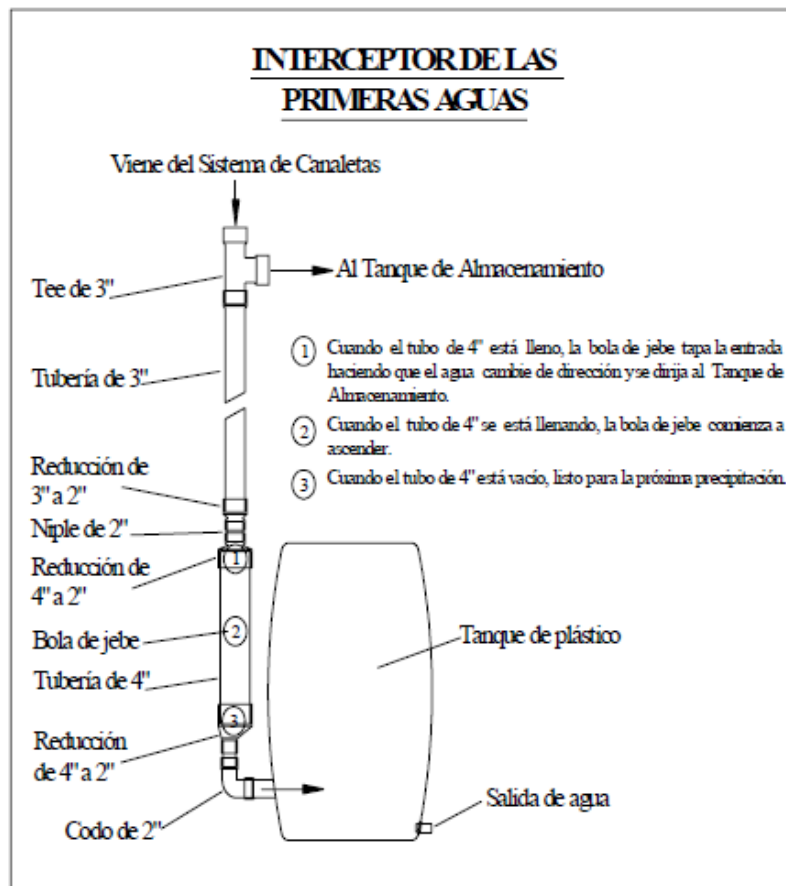 INTERCEPTOR DE LAS
PRIMERAS AGUAS
Viene del Sistema de Canaletas
Al Tanque de Almacenamiento
Tee de 3"
1 Cuando el tubo de 4" está lleno, la bola de jebe tapa la entrada
haciendo que el agua cambie de dirección y se dirija al Tanque de
Almacenamiento.
Tubería de 3"
2 Cuando el tubo de 4" se está llenando, la bola de jebe comienza a
ascender.
3 Cuando el tubo de 4" está vacío, listo para la próxima precipitación.
Reducción de
3" a 2"
Niple de 2"
Reducción de
4" a 2"
1
Bola de jebe
2
Tanque de plástico
Tubería de 4"
3
Reducción
de 4" a 2"
Salida de agua
Codo de 2"